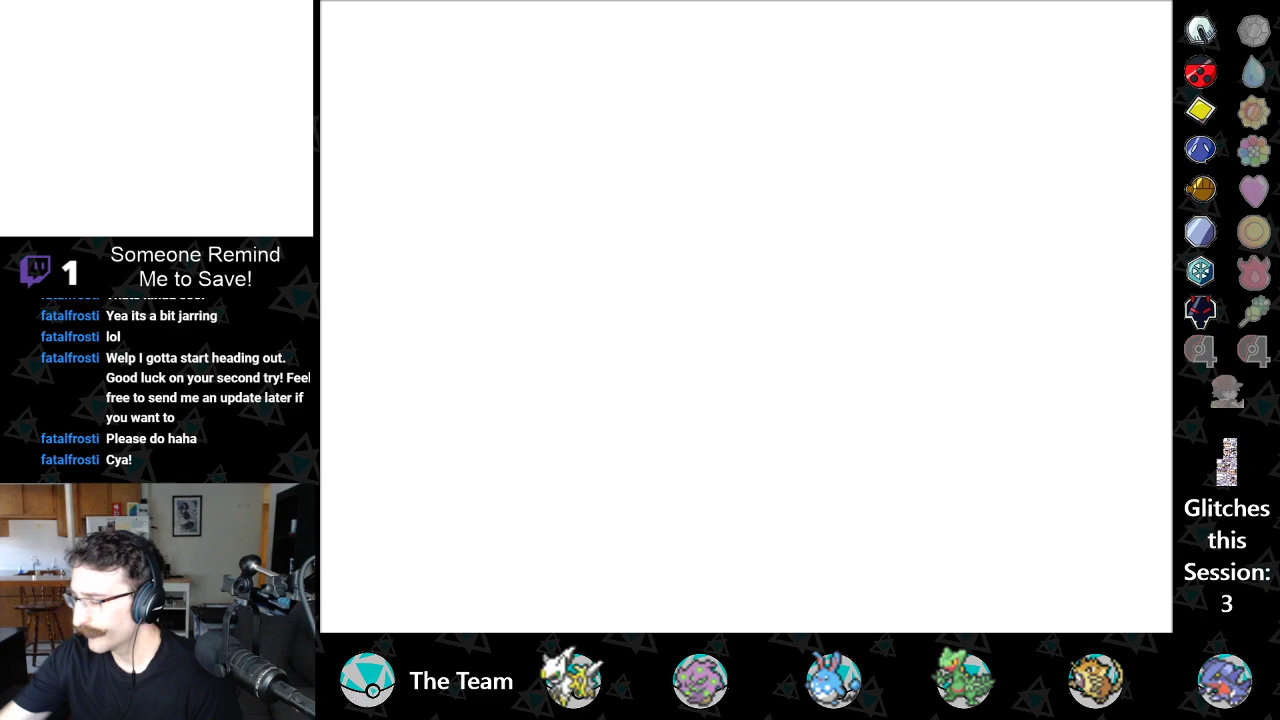 1
Someone Remind
Me to Save!
fatalfrosti Yea its a bit jarring
fatalfrosti lol
fatalfrosti Welp I gotta start heading out.
Good luck on your second try! Feel
free to send me an update later if
you want to
fatalfrosti Please do haha
fatalfrosti Cya!
4 4
Glitches
this
Session:
3
The Team